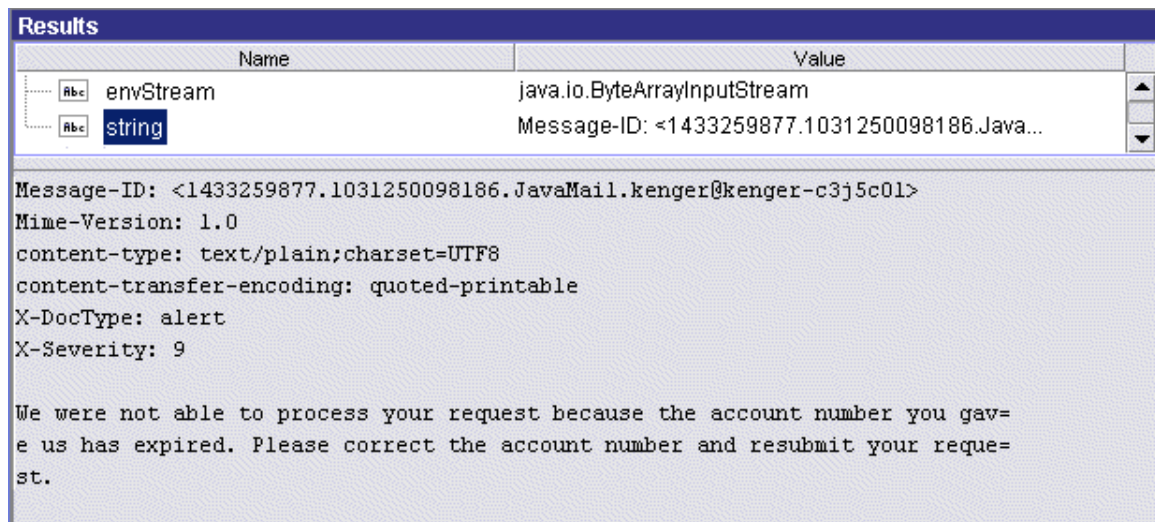 Results
Name Value
Abc envStream java.io.ByteArrayInputStream
Abc string Message-ID: <1433259877.1031250098186.Java...
Message-ID: <1433259877.1031250098186.JavaMail.kenger@kenger-c3j5c01>
Mime-Version: 1.0
content-type: text/plain;charset=UTF8
content-transfer-encoding: quoted-printable
X-DocType: alert
X-Severity: 9
We were not able to process your request because the account number you gav=
e us has expired. Please correct the account number and resubmit your reque=
st.